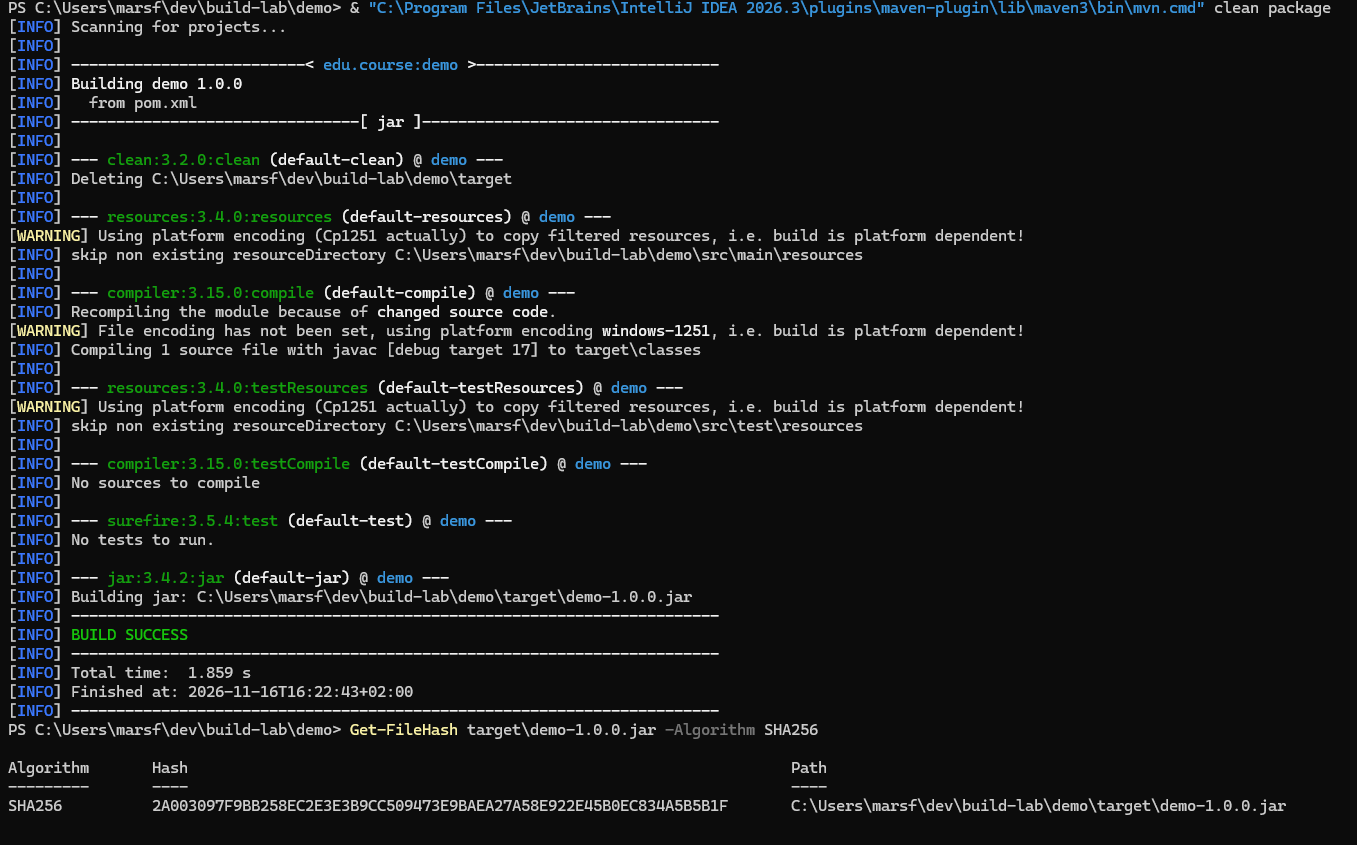 PS C:\Users\marsf\dev\build-lab\demo> & "C:\Program Files\JetBrains\IntelliJ IDEA 2026.3\plugins\maven-plugin\lib\maven3\bin\mvn.cmd" clean package
[INFO] Scanning for projects...
[INFO]
[INFO] --------------------------< edu.course:demo >---------------------------
[INFO] Building demo 1.0.0
[INFO]   from pom.xml
[INFO] --------------------------------[ jar ]---------------------------------
[INFO]
[INFO] --- clean:3.2.0:clean (default-clean) @ demo ---
[INFO] Deleting C:\Users\marsf\dev\build-lab\demo\target
[INFO]
[INFO] --- resources:3.4.0:resources (default-resources) @ demo ---
[WARNING] Using platform encoding (Cp1251 actually) to copy filtered resources, i.e. build is platform dependent!
[INFO] skip non existing resourceDirectory C:\Users\marsf\dev\build-lab\demo\src\main\resources
[INFO]
[INFO] --- compiler:3.15.0:compile (default-compile) @ demo ---
[INFO] Recompiling the module because of changed source code.
[WARNING] File encoding has not been set, using platform encoding windows-1251, i.e. build is platform dependent!
[INFO] Compiling 1 source file with javac [debug target 17] to target\classes
[INFO]
[INFO] --- resources:3.4.0:testResources (default-testResources) @ demo ---
[WARNING] Using platform encoding (Cp1251 actually) to copy filtered resources, i.e. build is platform dependent!
[INFO] skip non existing resourceDirectory C:\Users\marsf\dev\build-lab\demo\src\test\resources
[INFO]
[INFO] --- compiler:3.15.0:testCompile (default-testCompile) @ demo ---
[INFO] No sources to compile
[INFO]
[INFO] --- surefire:3.5.4:test (default-test) @ demo ---
[INFO] No tests to run.
[INFO]
[INFO] --- jar:3.4.2:jar (default-jar) @ demo ---
[INFO] Building jar: C:\Users\marsf\dev\build-lab\demo\target\demo-1.0.0.jar
[INFO] ------------------------------------------------------------------------
[INFO] BUILD SUCCESS
[INFO] ------------------------------------------------------------------------
[INFO] Total time:  1.859 s
[INFO] Finished at: 2026-11-16T16:22:43+02:00
[INFO] ------------------------------------------------------------------------
PS C:\Users\marsf\dev\build-lab\demo> Get-FileHash target\demo-1.0.0.jar -Algorithm SHA256
Algorithm       Hash                                                                   Path
---------       ----                                                                   ----
SHA256          2A003097F9BB258EC2E3E3B9CC509473E9BAEA27A58E922E45B0EC834A5B5B1F       C:\Users\marsf\dev\build-lab\demo\target\demo-1.0.0.jar